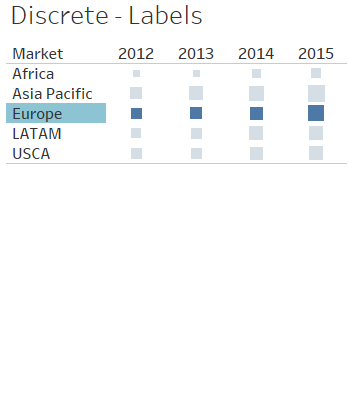 Discrete - Labels
Market 2012 2013 2014 2015
Africa
Asia Pacific
Europe
LATAM
USCA